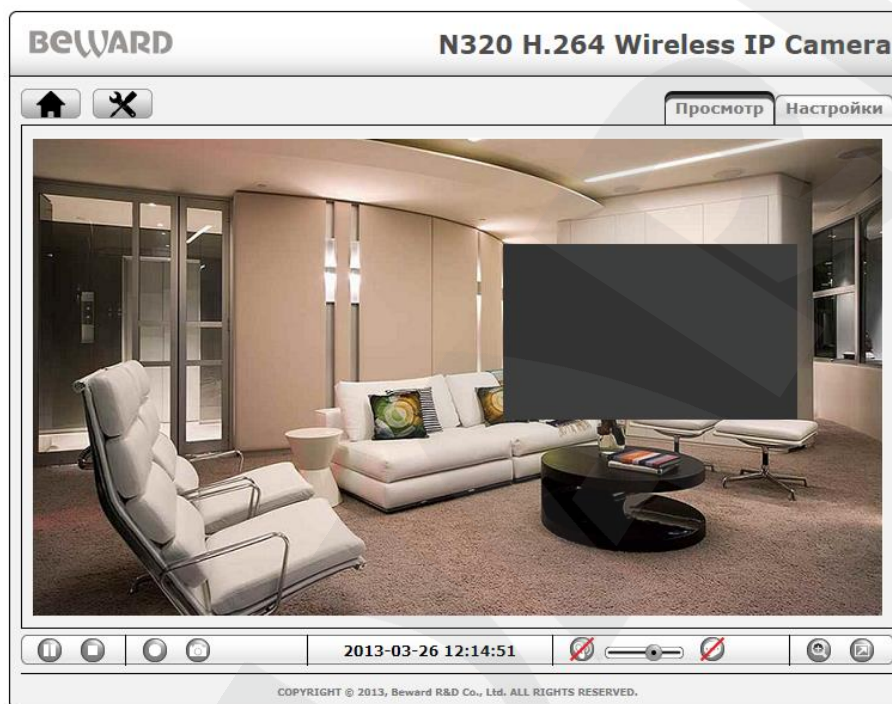 BEWARD
N320 H.264 Wireless IP Camera
Просмотр
Настройки
2013-03-26 12:14:51
COPYRIGHT © 2013, Beward R&D Co., Ltd. ALL RIGHTS RESERVED.